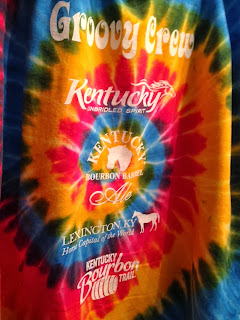 Groovy Crew
Kentucky
UNBRIDLED SPIRIT
KENTUCKY
BOURBON BARREL
Ale
LEXINGTON, KY
Horse Capital of the World
KENTUCKY
Bourbon
TRAIL